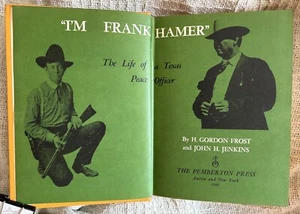 "I'M FRANK HAMER"
The Life of a Texas
Peace Officer
By H. GORDON FROST
and JOHN H. JENKINS
THE PEMBERTON PRESS
Austin and New York